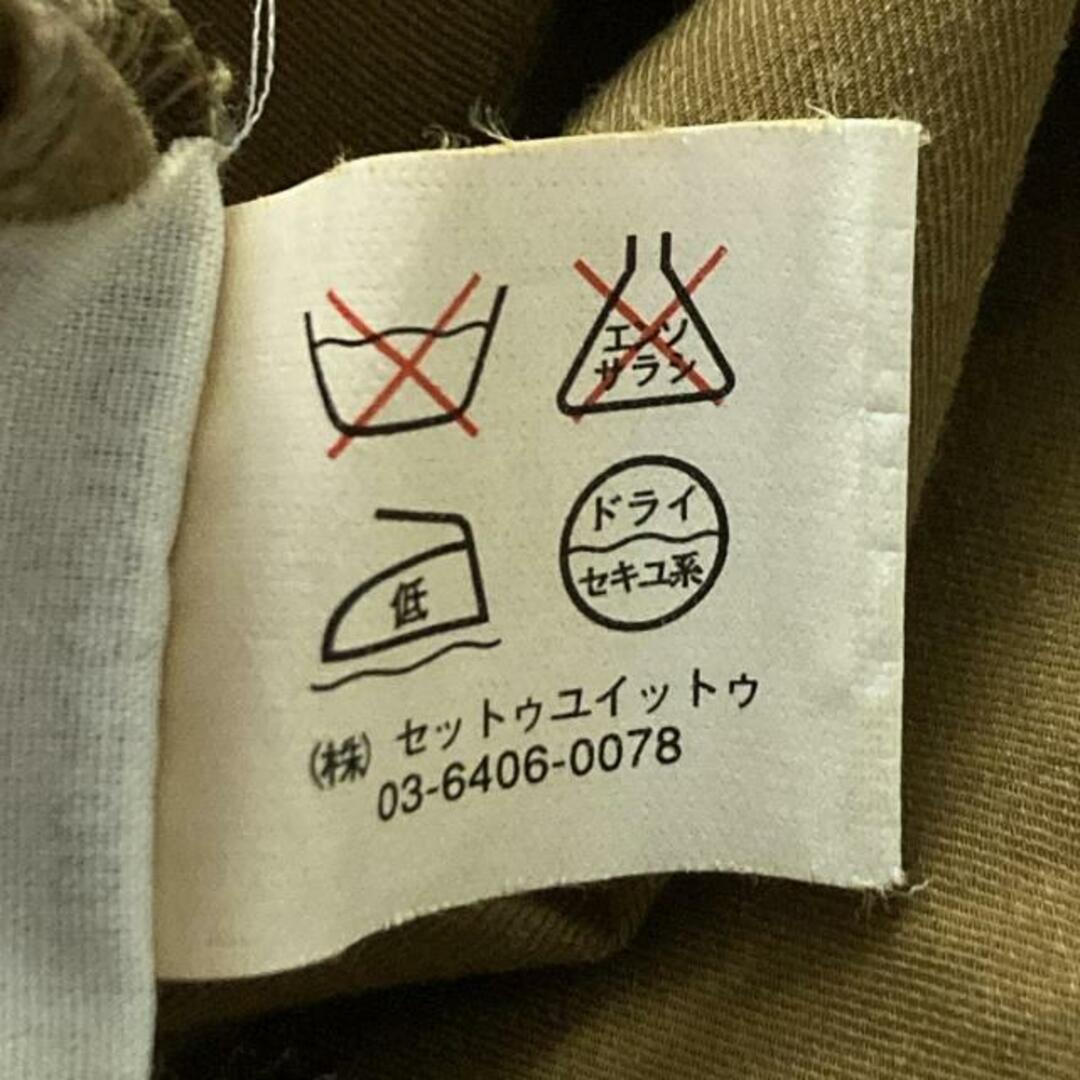 エンソ
サラシ
低
ドライ
セキユ系
(株) セットゥユイットゥ
03-6406-0078